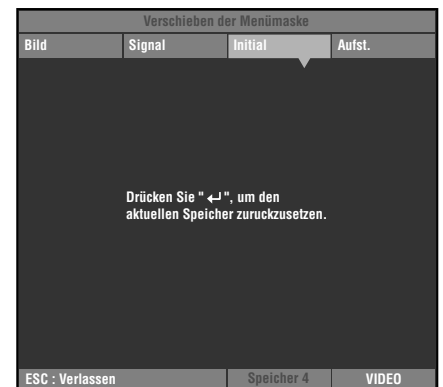 Verschieben der Menümaske
Bild Signal Initial Aufst.
Drücken Sie " ↵ ", um den
aktuellen Speicher zuruckzusetzen.
ESC : Verlassen Speicher 4 VIDEO